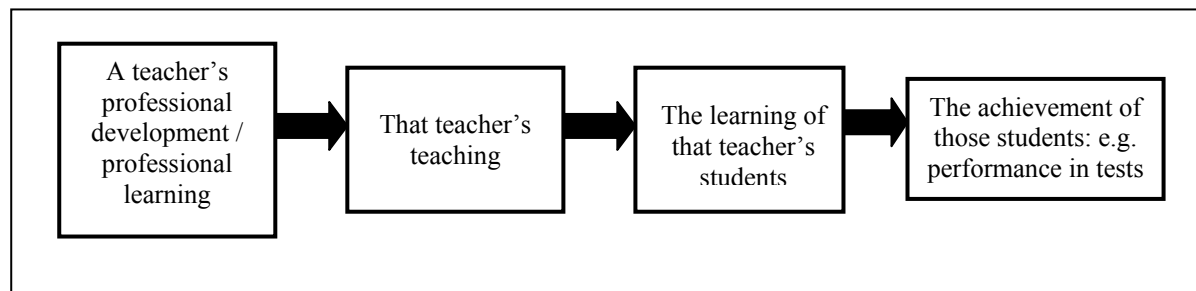 A teacher’s
professional
development /
professional
learning
That teacher’s
teaching
The learning of
that teacher’s
students
The achievement of
those students: e.g.
performance in tests